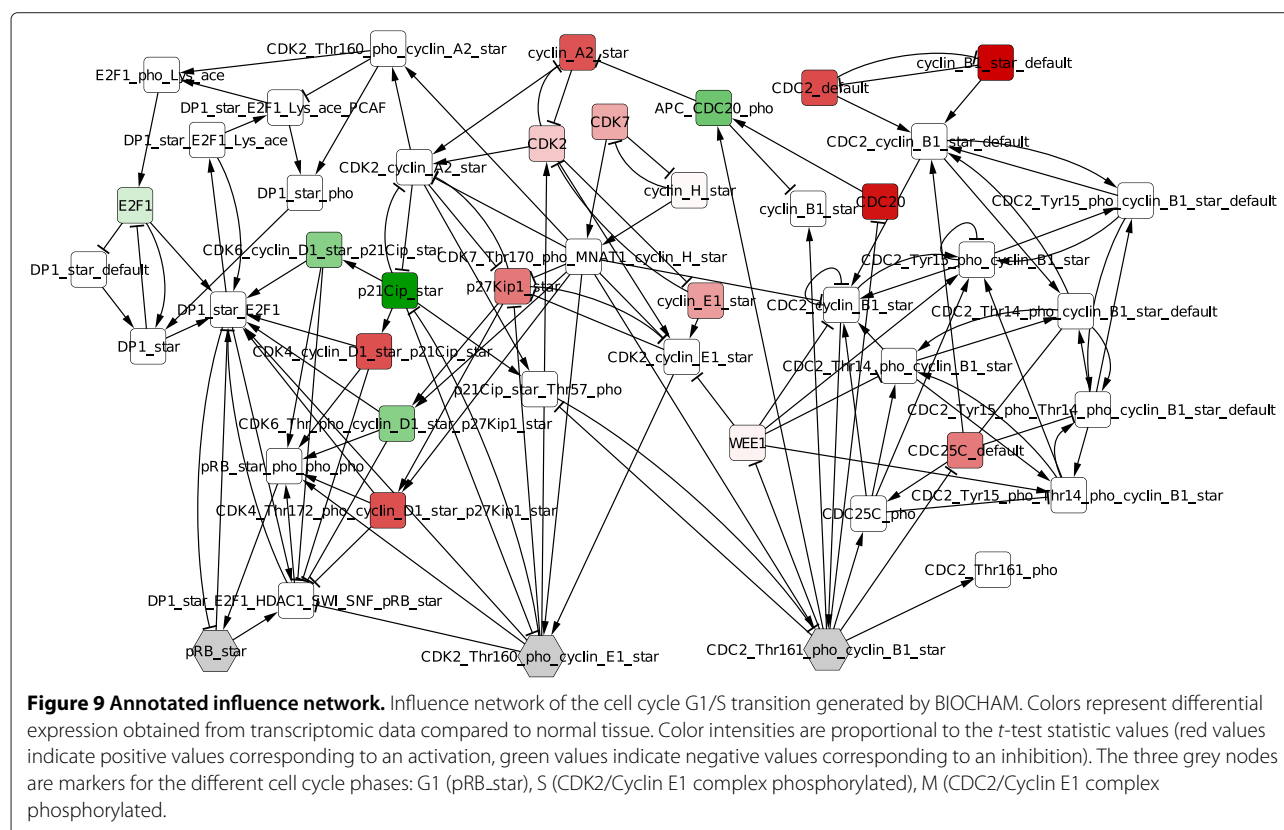 CDK2_Thr160_pho_cyclin_A2_star
cyclin_A2_star
cyclin_B1_star_default
E2F1_pho_Lys_ace
CDC2_default
DP1_star_E2F1_Lys_ace_PCAF
APC_CDC20_pho
CDK7
DP1_star_E2F1_Lys_ace
CDK2
CDC2_cyclin_B1_star_default
CDK2_cyclin_A2_star
DP1_star_pho
cyclin_H_star
E2F1
cyclin_B1_star
CDC20
CDC2_Tyr15_pho_cyclin_B1_star_default
CDK6_cyclin_D1_star_p21Cip_star
CDK7_Thr170_pho_MNAT1_cyclin_H_star
CDC2_Tyr15_pho_cyclin_B1_star
DP1_star_default
p21Cip_star
p27Kip1_star
cyclin_E1_star
CDC2_cyclin_B1_star
CDC2_Thr14_pho_cyclin_B1_star_default
DP1_star_E2F1
DP1_star
CDK4_cyclin_D1_star_p21Cip_star
CDK2_cyclin_E1_star
CDC2_Thr14_pho_cyclin_B1_star
p21Cip_star_Thr57_pho
CDC2_Tyr15_pho_Thr14_pho_cyclin_B1_star_default
CDK6_Thr_pho_cyclin_D1_star_p27Kip1_star
WEE1
CDC25C_default
pRB_star_pho_pho_pho
CDC2_Tyr15_pho_Thr14_pho_cyclin_B1_star
CDK4_Thr172_pho_cyclin_D1_star_p27Kip1_star
CDC25C_pho
CDC2_Thr161_pho
DP1_star_E2F1_HDAC1_SWI_SNF_pRB_star
pRB_star
CDK2_Thr160_pho_cyclin_E1_star
CDC2_Thr161_pho_cyclin_B1_star
Figure 9 Annotated influence network. Influence network of the cell cycle G1/S transition generated by BIOCHAM. Colors represent differential
expression obtained from transcriptomic data compared to normal tissue. Color intensities are proportional to the t-test statistic values (red values
indicate positive values corresponding to an activation, green values indicate negative values corresponding to an inhibition). The three grey nodes
are markers for the different cell cycle phases: G1 (pRB_star), S (CDK2/Cyclin E1 complex phosphorylated), M (CDC2/Cyclin E1 complex
phosphorylated.